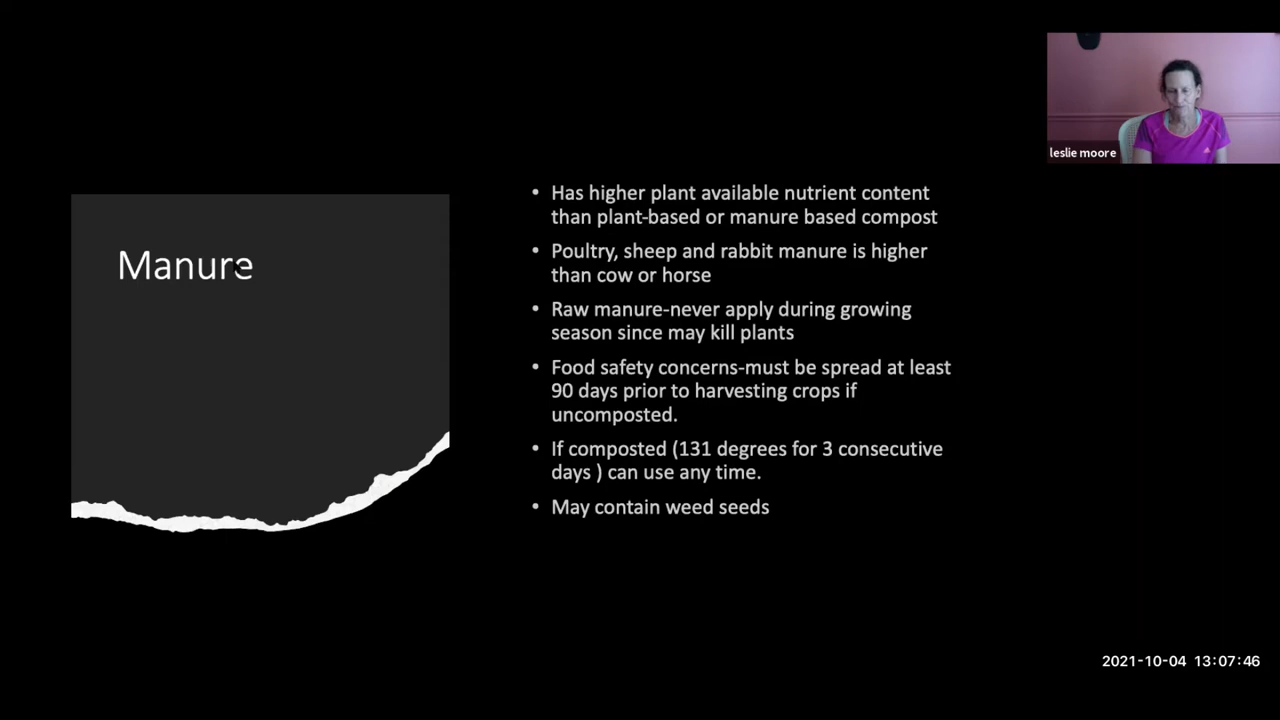 leslie moore
Manure
• Has higher plant available nutrient content
than plant-based or manure based compost
• Poultry, sheep and rabbit manure is higher
than cow or horse
• Raw manure-never apply during growing
season since may kill plants
• Food safety concerns-must be spread at least
90 days prior to harvesting crops if
uncomposted.
• If composted (131 degrees for 3 consecutive
days ) can use any time.
• May contain weed seeds
2021-10-04 13:07:46